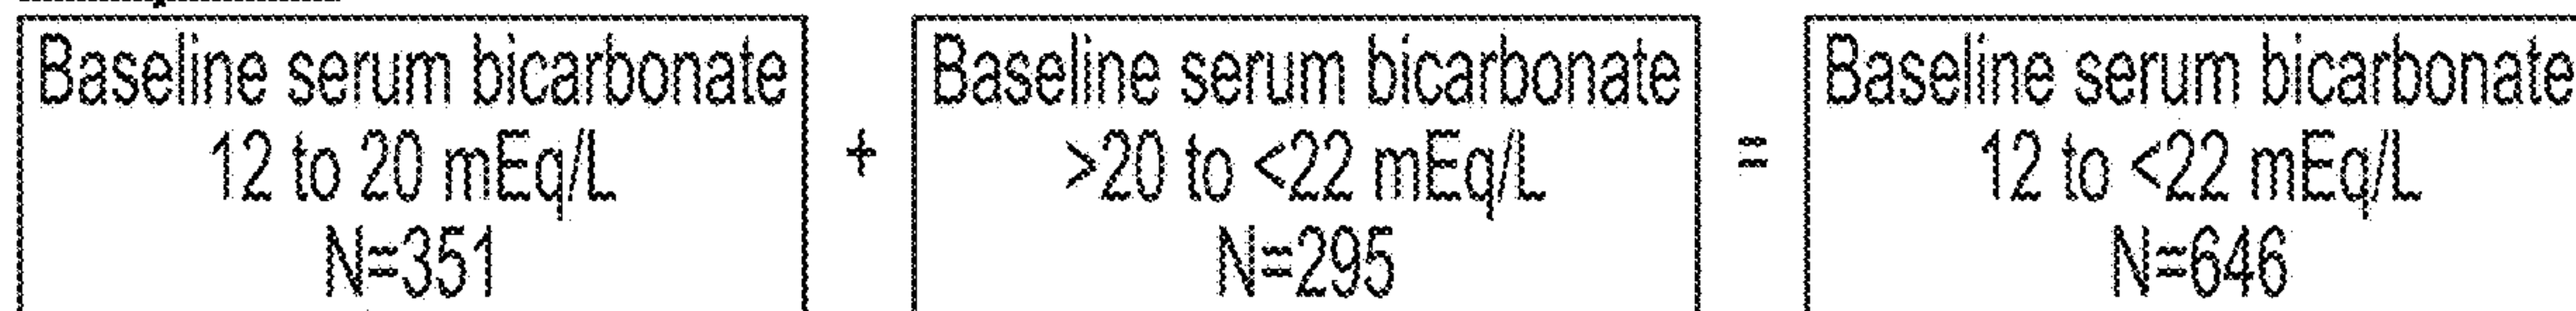 Baseline serum bicarbonate
12 to 20 mEq/L
N=351
+
Baseline serum bicarbonate
>20 to <22 mEq/L
N=295
=
Baseline serum bicarbonate
12 to <22 mEq/L
N=646